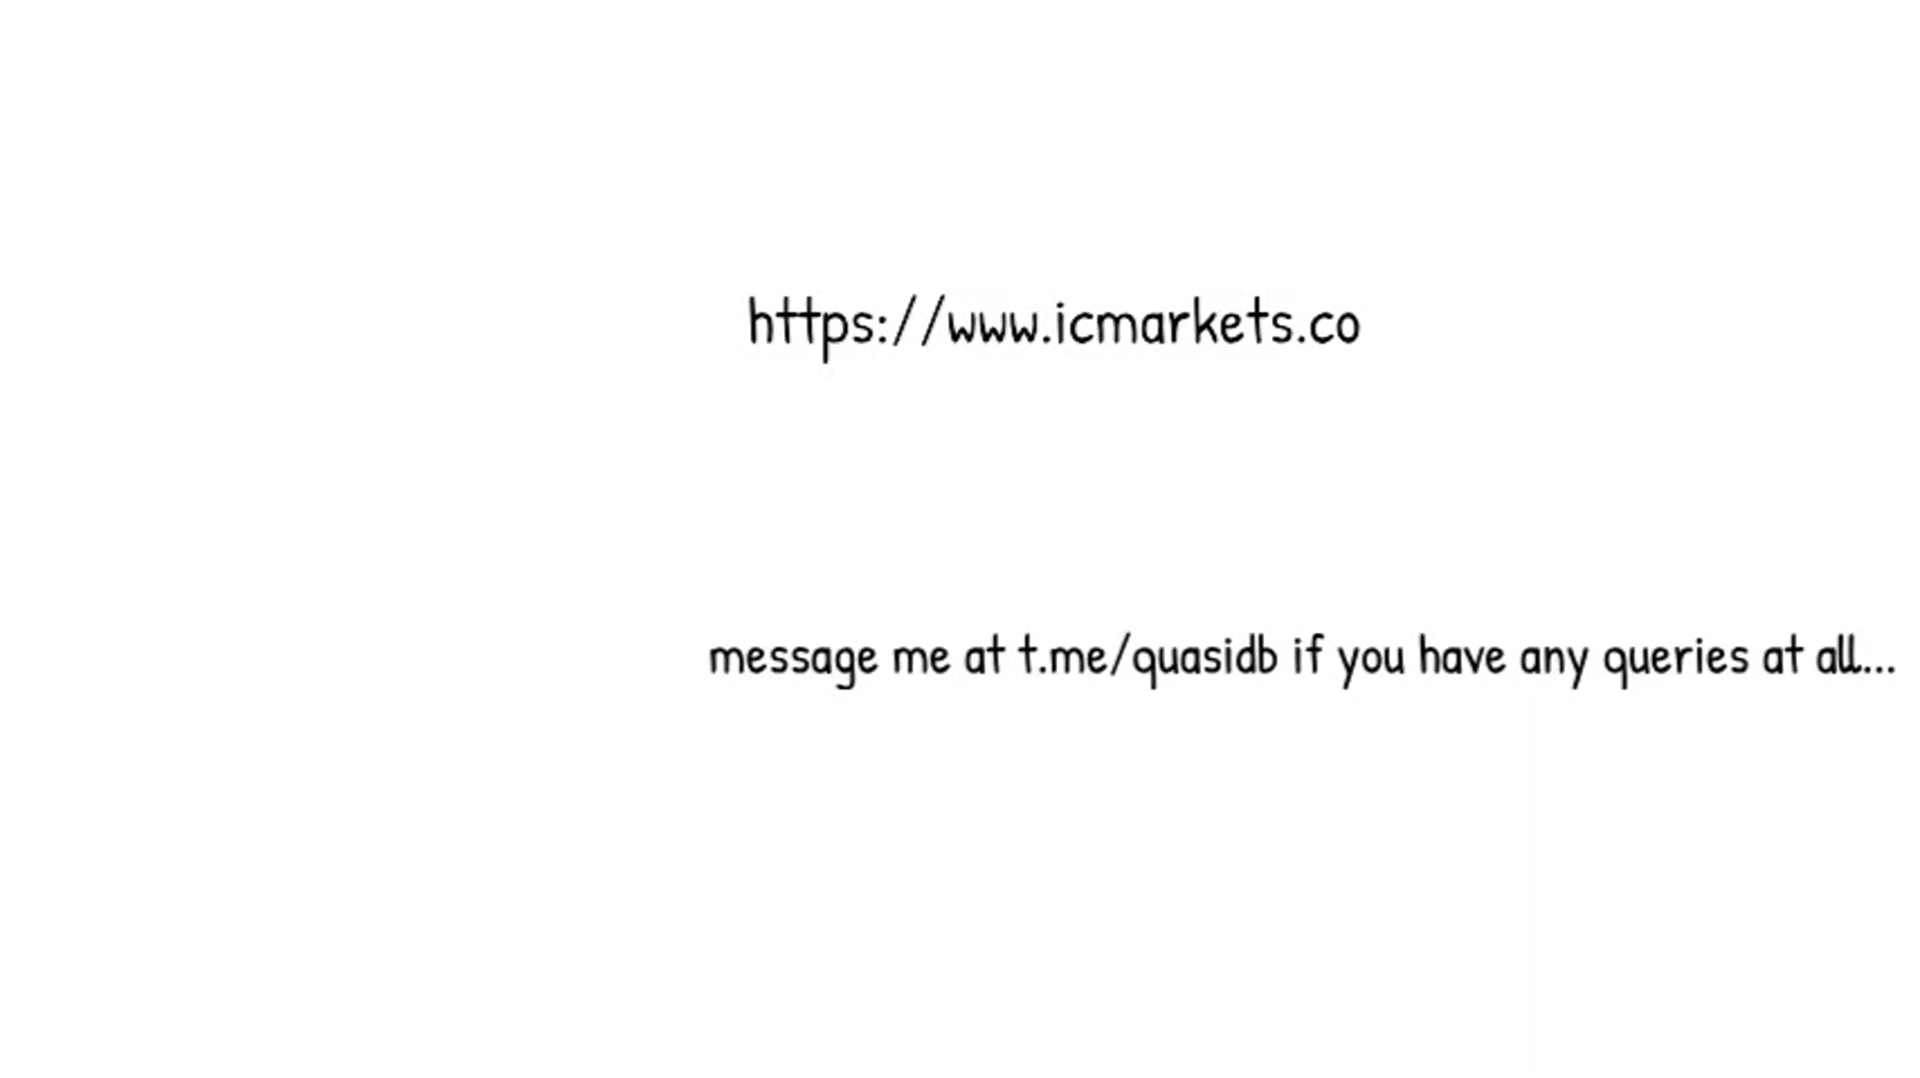 https://www.icmarkets.co
message me at t.me/quasidb if you have any queries at all...